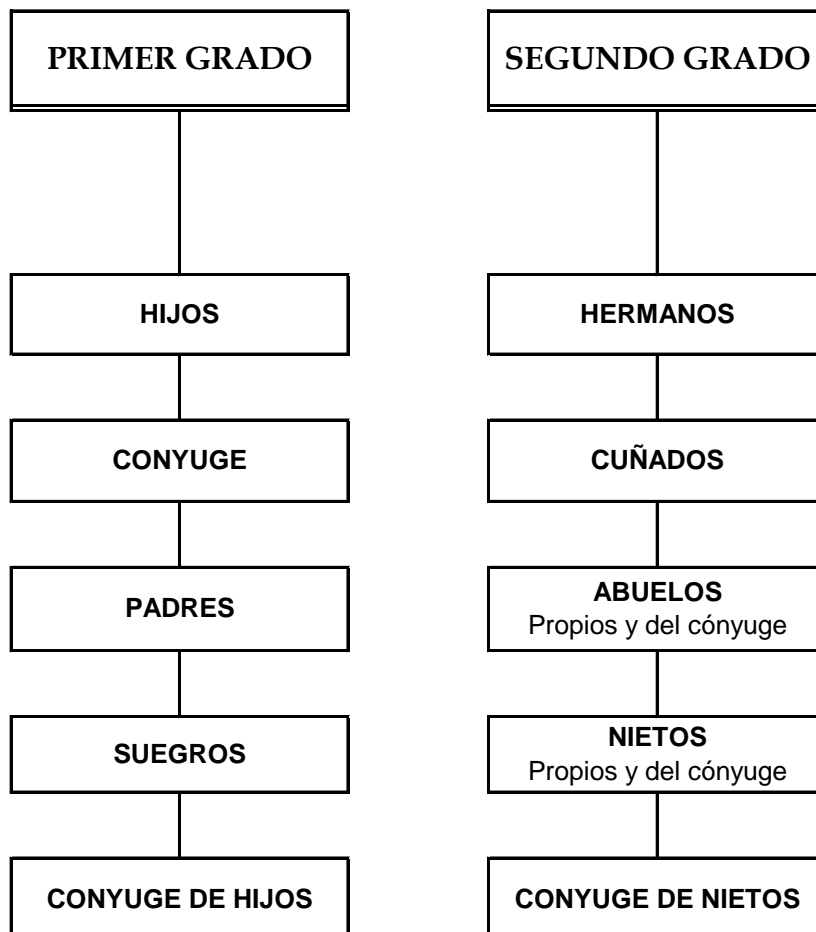 PRIMER GRADO
HIJOS
CONYUGE
PADRES
SUEGROS
CONYUGE DE HIJOS
SEGUNDO GRADO
HERMANOS
CUÑADOS
ABUELOS
Propios y del cónyuge
NIETOS
Propios y del cónyuge
CONYUGE DE NIETOS